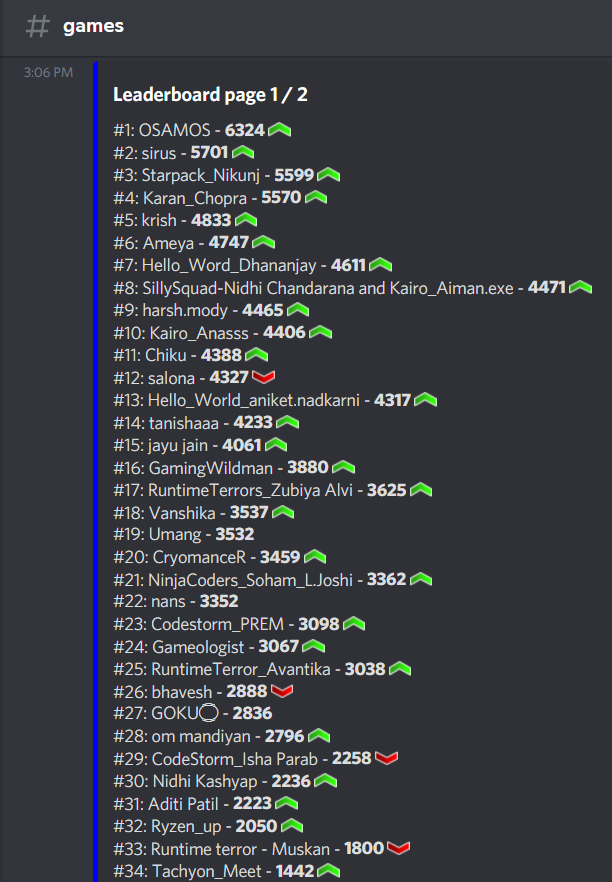 # games
3:06 PM
Leaderboard page 1 / 2
#1: OSAMOS - 6324
#2: sirus - 5701
#3: Starpack_Nikunj - 5599
#4: Karan_Chopra - 5570
#5: krish - 4833
#6: Ameya - 4747
#7: Hello_Word_Dhananjay - 4611
#8: SillySquad-Nidhi Chandarana and Kairo_Aiman.exe - 4471
#9: harsh.mody - 4465
#10: Kairo_Anasss - 4406
#11: Chiku - 4388
#12: salona - 4327
#13: Hello_World_aniket.nadkarni - 4317
#14: tanishaaa - 4233
#15: jayu jain - 4061
#16: GamingWildman - 3880
#17: RuntimeTerrors_Zubiya Alvi - 3625
#18: Vanshika - 3537
#19: Umang - 3532
#20: CryomanceR - 3459
#21: NinjaCoders_Soham_L.Joshi - 3362
#22: nans - 3352
#23: Codestorm_PREM - 3098
#24: Gameologist - 3067
#25: RuntimeTerror_Avantika - 3038
#26: bhavesh - 2888
#27: GOKU - 2836
#28: om mandiyan - 2796
#29: CodeStorm_Isha Parab - 2258
#30: Nidhi Kashyap - 2236
#31: Aditi Patil - 2223
#32: Ryzen_up - 2050
#33: Runtime terror - Muskan - 1800
#34: Tachyon_Meet - 1442